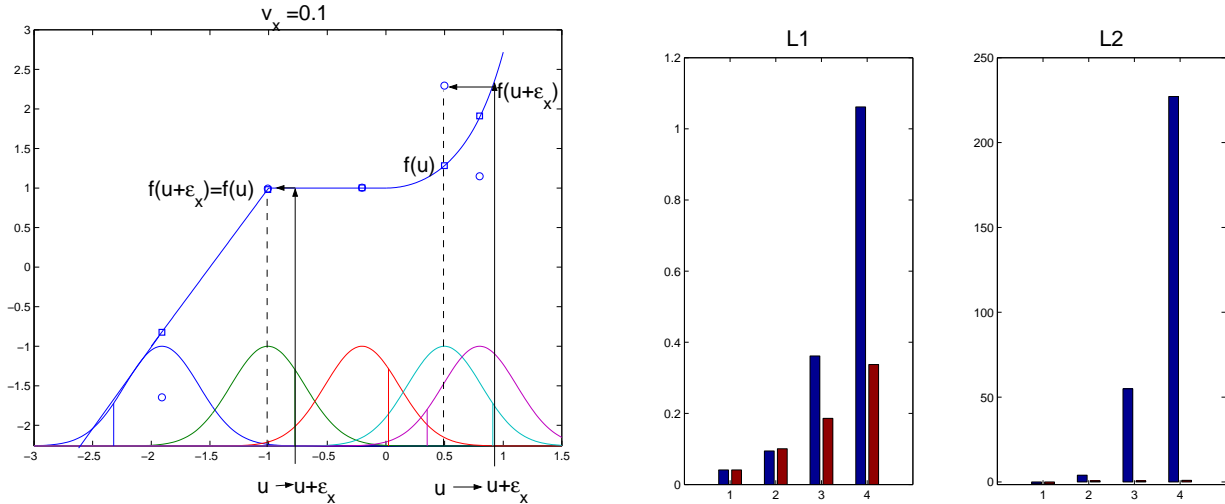 v_x =0.1
3
2.5
2
1.5
1
0.5
0
−0.5
−1
−1.5
−2
−3 −2.5 −2 −1.5 −1 −0.5 0 0.5 1 1.5
f(u+ε_x)
f(u)
f(u+ε_x)=f(u)
u → u+ε_x
u → u+ε_x
L1
1.2
1
0.8
0.6
0.4
0.2
0
1 2 3 4
L2
250
200
150
100
50
0
1 2 3 4